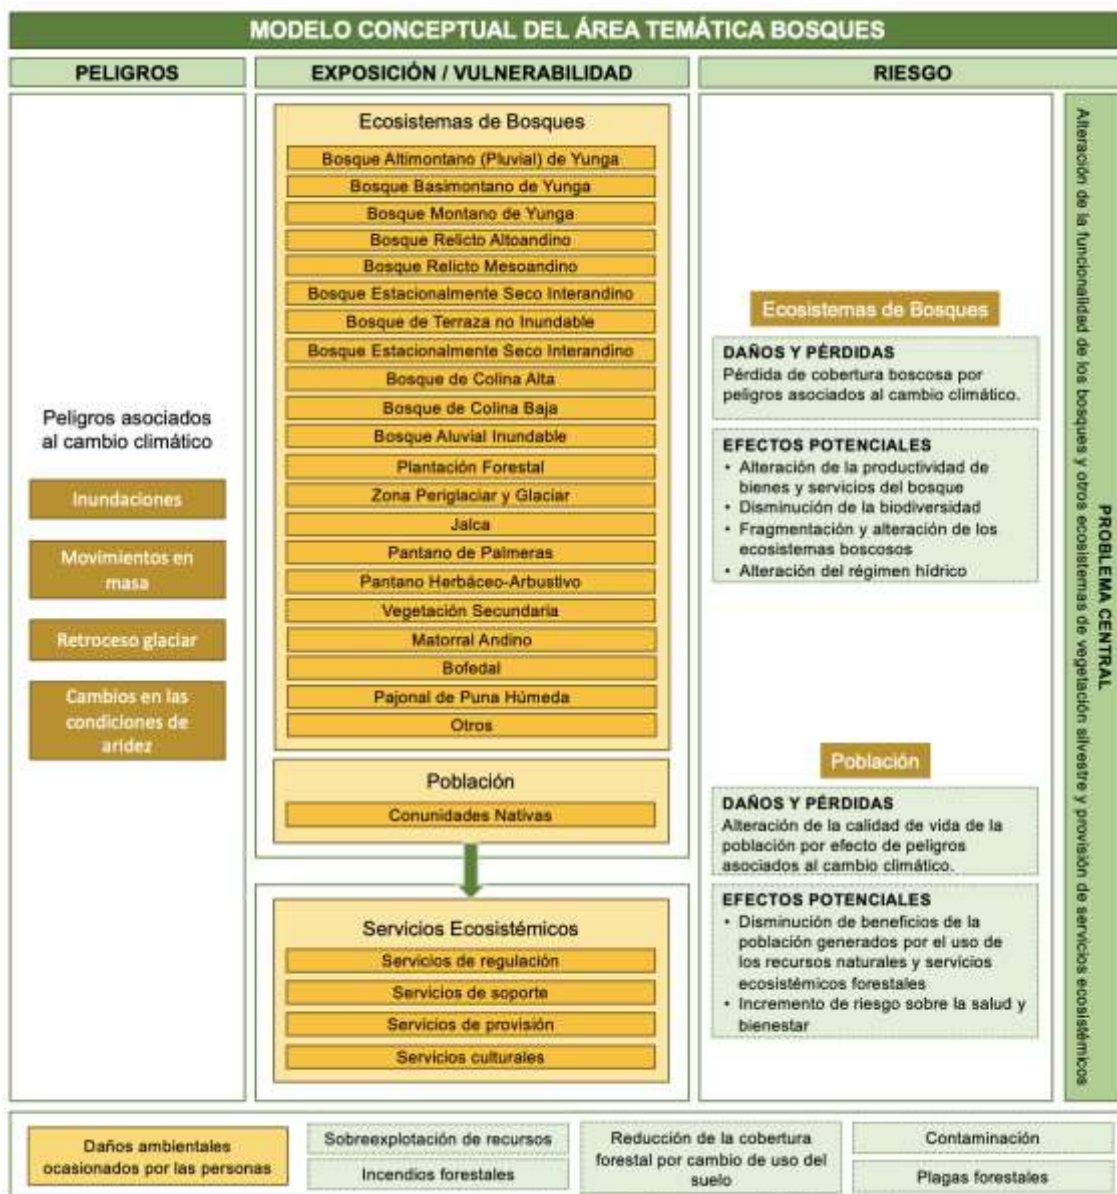 MODELO CONCEPTUAL DEL ÁREA TEMÁTICA BOSQUES
PELIGROS
EXPOSICIÓN / VULNERABILIDAD
RIESGO
Peligros asociados
al cambio climático
Inundaciones
Movimientos en
masa
Retroceso glaciar
Cambios en las
condiciones de
aridez
Ecosistemas de Bosques
Bosque Altimontano (Pluvial) de Yunga
Bosque Basimontano de Yunga
Bosque Montano de Yunga
Bosque Relicto Altoandino
Bosque Relicto Mesoandino
Bosque Estacionalmente Seco Interandino
Bosque de Terraza no Inundable
Bosque Estacionalmente Seco Interandino
Bosque de Colina Alta
Bosque de Colina Baja
Bosque Aluvial Inundable
Plantación Forestal
Zona Periglaciar y Glaciar
Jalca
Pantano de Palmeras
Pantano Herbáceo-Arbustivo
Vegetación Secundaria
Matorral Andino
Bofedal
Pajonal de Puna Húmeda
Otros
Población
Conunidades Nativas
Servicios Ecosistémicos
Servicios de regulación
Servicios de soporte
Servicios de provisión
Servicios culturales
Ecosistemas de Bosques
DAÑOS Y PÉRDIDAS
Pérdida de cobertura boscosa por
peligros asociados al cambio climático.
EFECTOS POTENCIALES
• Alteración de la productividad de
bienes y servicios del bosque
• Disminución de la biodiversidad
• Fragmentación y alteración de los
ecosistemas boscosos
• Alteración del régimen hídrico
Población
DAÑOS Y PÉRDIDAS
Alteración de la calidad de vida de la
población por efecto de peligros
asociados al cambio climático.
EFECTOS POTENCIALES
• Disminución de beneficios de la
población generados por el uso de
los recursos naturales y servicios
ecosistémicos forestales
• Incremento de riesgo sobre la salud y
bienestar
PROBLEMA CENTRAL
Alteración de la funcionalidad de los bosques y otros ecosistemas de vegetación silvestre y provisión de servicios ecosistémicos
Daños ambientales
ocasionados por las personas
Sobreexplotación de recursos
Incendios forestales
Reducción de la cobertura
forestal por cambio de uso del
suelo
Contaminación
Plagas forestales